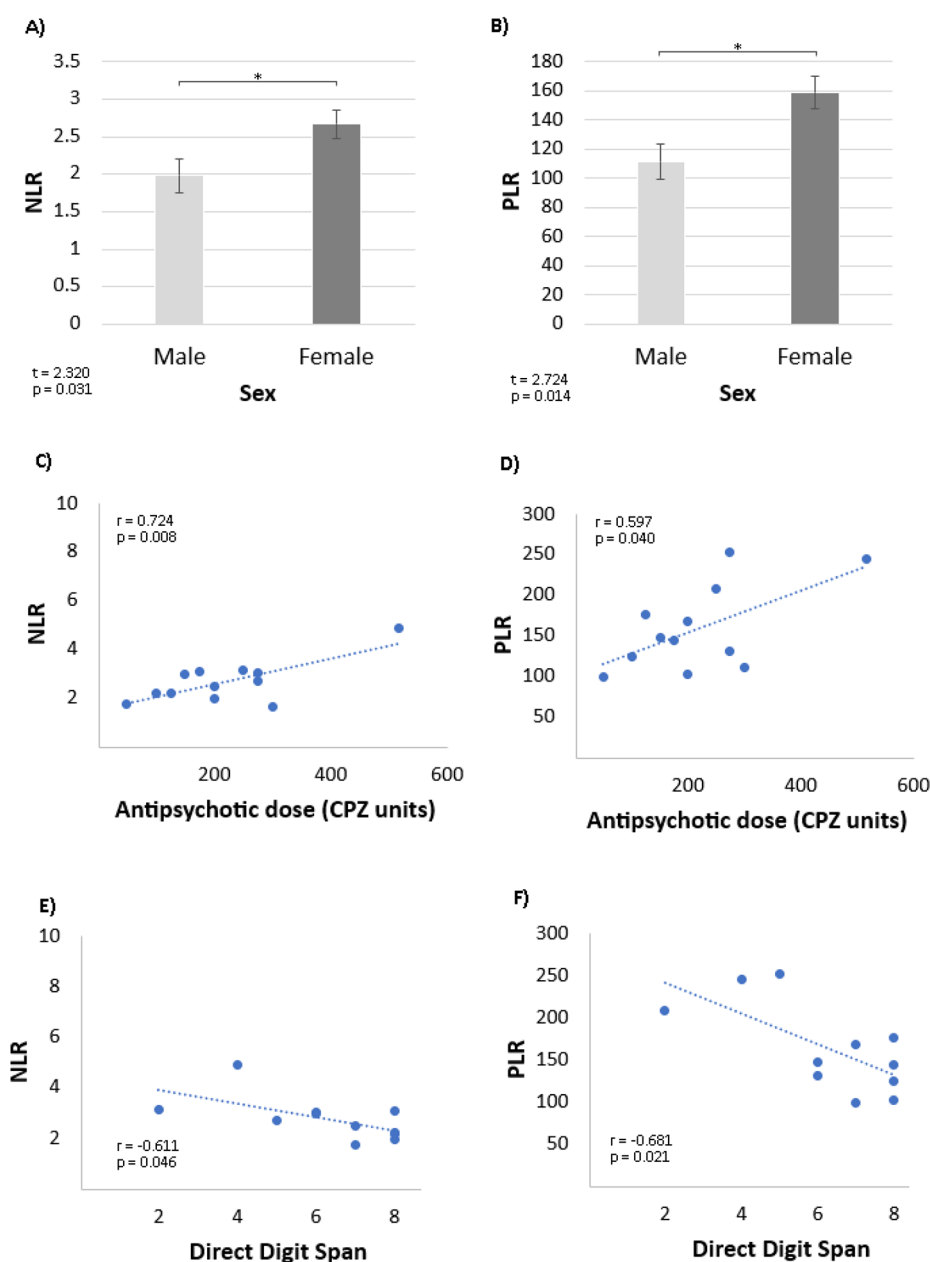 A)
3.5
3
2.5
2
1.5
1
0.5
0
NLR
*
Male Female
Sex
t = 2.320
p = 0.031
B)
180
160
140
120
100
80
60
40
20
0
PLR
*
Male Female
Sex
t = 2.724
p = 0.014
C)
10
8
6
4
2
NLR
r = 0.724
p = 0.008
200 400 600
Antipsychotic dose (CPZ units)
D)
300
250
200
150
100
50
PLR
r = 0.597
p = 0.040
200 400 600
Antipsychotic dose (CPZ units)
E)
10
8
6
4
2
NLR
r = -0.611
p = 0.046
2 4 6 8
Direct Digit Span
F)
300
250
200
150
100
50
PLR
r = -0.681
p = 0.021
2 4 6 8
Direct Digit Span